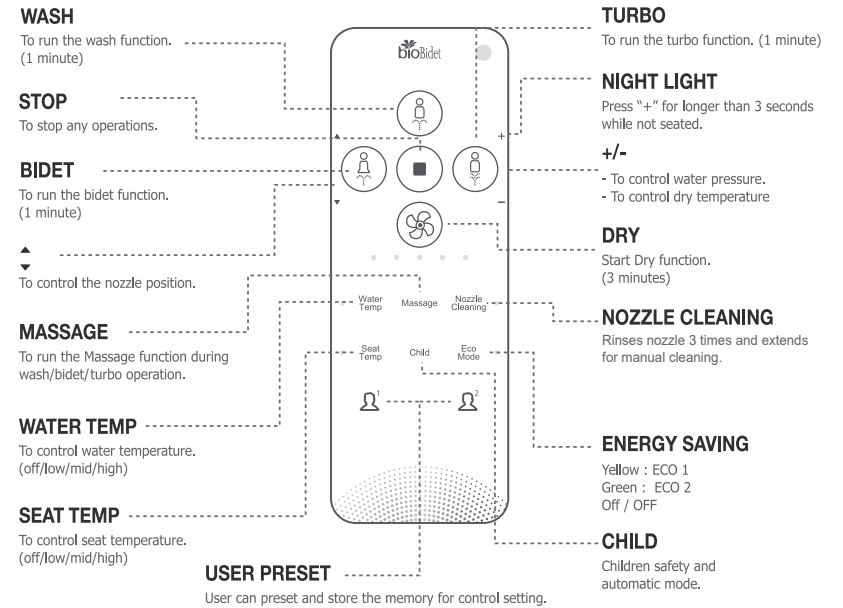 WASH
To run the wash function.
(1 minute)
STOP
To stop any operations.
BIDET
To run the bidet function.
(1 minute)
▲
▼
To control the nozzle position.
MASSAGE
To run the Massage function during
wash/bidet/turbo operation.
WATER TEMP
To control water temperature.
(off/low/mid/high)
SEAT TEMP
To control seat temperature.
(off/low/mid/high)
USER PRESET
User can preset and store the memory for control setting.
bioBidet
▲
+
▼
−
Water
Temp
Massage
Nozzle
Cleaning
Seat
Temp
Child
Eco
Mode
1
2
TURBO
To run the turbo function. (1 minute)
NIGHT LIGHT
Press “+” for longer than 3 seconds
while not seated.
+/-
- To control water pressure.
- To control dry temperature
DRY
Start Dry function.
(3 minutes)
NOZZLE CLEANING
Rinses nozzle 3 times and extends
for manual cleaning.
ENERGY SAVING
Yellow : ECO 1
Green : ECO 2
Off / OFF
CHILD
Children safety and
automatic mode.